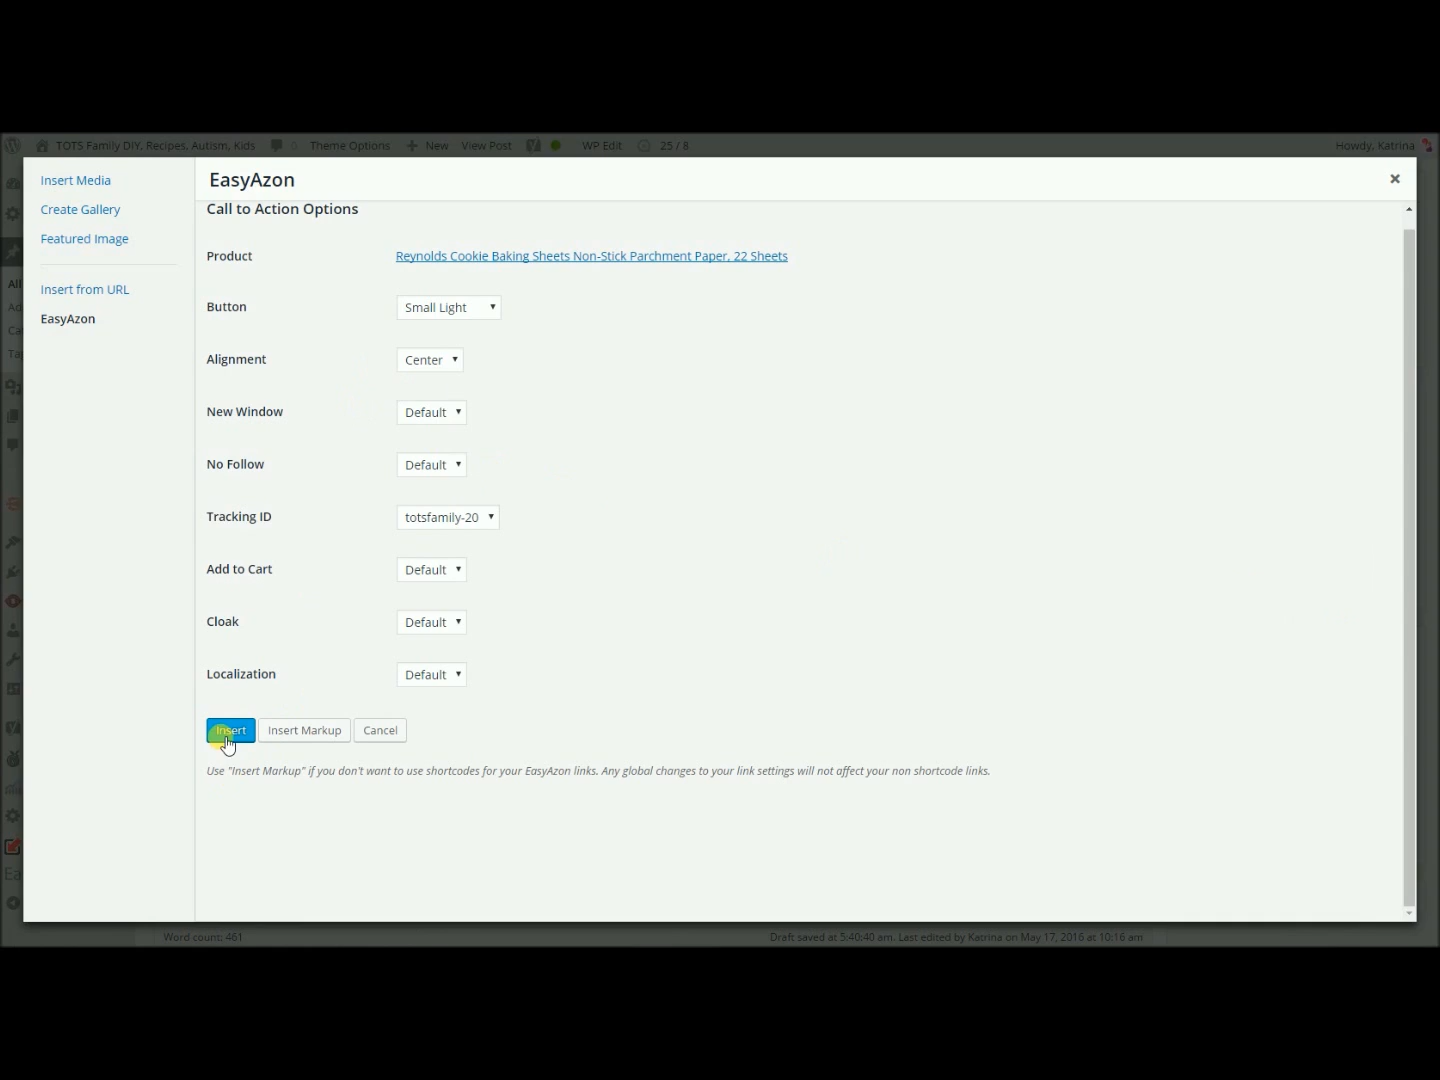 TOTS Family DIY, Recipes, Autism, Kids 0 Theme Options + New View Post WP Edit 25 / 8 Howdy, Katrina
Insert Media
Create Gallery
Featured Image
Insert from URL
EasyAzon
EasyAzon
Call to Action Options
Product Reynolds Cookie Baking Sheets Non-Stick Parchment Paper, 22 Sheets
Button Small Light
Alignment Center
New Window Default
No Follow Default
Tracking ID totsfamily-20
Add to Cart Default
Cloak Default
Localization Default
Insert Insert Markup Cancel
Use "Insert Markup" if you don't want to use shortcodes for your EasyAzon links. Any global changes to your link settings will not affect your non shortcode links.
All
Ad
Ca
Ta
Ea
Word count: 461 Draft saved at 5:40:40 am. Last edited by Katrina on May 17, 2016 at 10:16 am